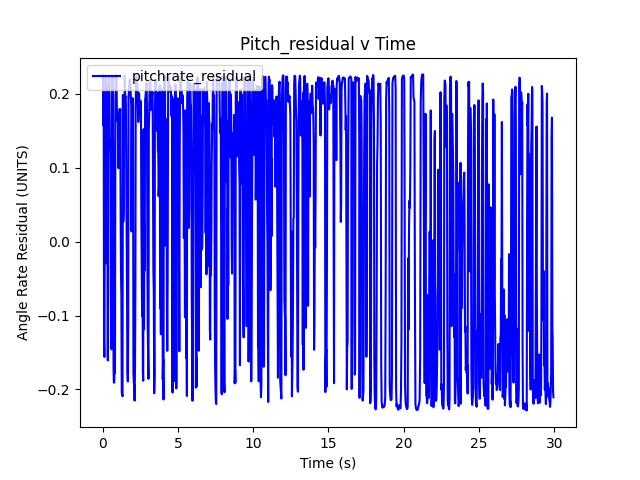 Pitch_residual v Time
pitchrate_residual
Angle Rate Residual (UNITS)
0.2
0.1
0.0
−0.1
−0.2
0 5 10 15 20 25 30
Time (s)